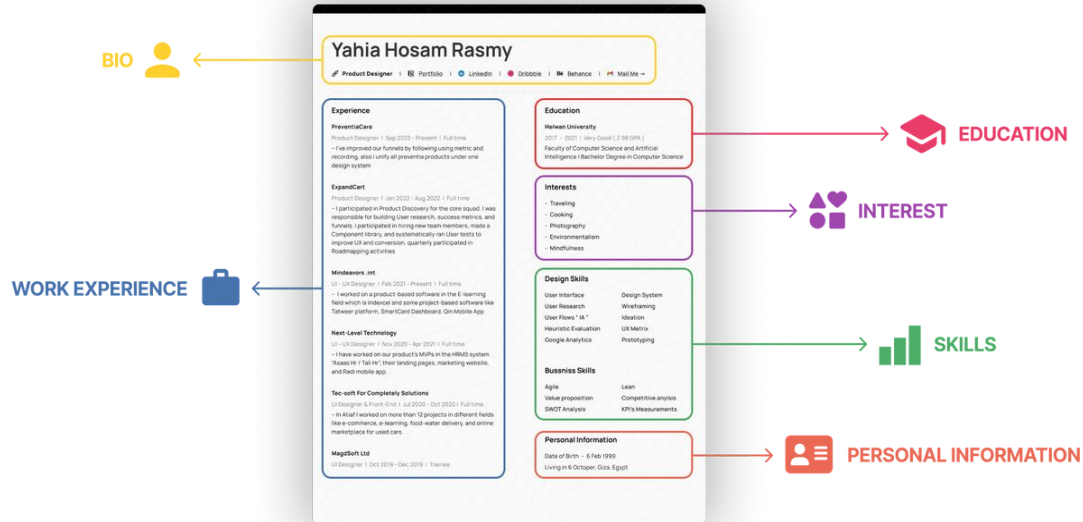 BIO
WORK EXPERIENCE
Yahia Hosam Rasmy
Product Designer | Portfolio | LinkedIn | Dribbble | Behance | Mail Me →
Experience
PreventiaCare
Product Designer | Sep 2022 - Present | Full time
– I've improved our funnels by following using metric and
recording, also I unify all preventia products under one
design system
ExpandCart
Product Designer | Jan 2022 - Aug 2022 | Full time
– I participated in Product Discovery for the core squad. I was
responsible for building User research, success metrics, and
funnels. I participated in hiring new team members, made a
Component library, and systematically ran User tests to
improve UX and conversion. quarterly participated in
Roadmapping activities
Mindeavors .int
UI - UX Designer | Feb 2021 - Present | Full time
– I worked on a product-based software in the E-learning
field which is Indexcel and some project-based software like
Tatweer platform, SmartCard Dashboard, Qin Mobile App
Next-Level Technology
UI - UX Designer | Nov 2020 - Apr 2021 | Full time
– I have worked on our product's MVPs in the HRMS system
"Asaas Hr / Tali Hr", their landing pages, marketing website,
and Radi mobile app.
Tec-soft For Completely Solutions
UI Designer & Front-End | Jul 2020 - Oct 2020 | Full time
– In Atiaf I worked on more than 12 projects in different fields
like e-commerce, e-learning, food-water delivery, and online
marketplace for used cars.
MagdSoft Ltd
UI Designer | Oct 2019 - Dec 2019 | Trainee
Education
Helwan University
2017 - 2021 | Very Good ( 2.98 GPA )
Faculty of Computer Science and Artificial
Intelligence | Bachelor Degree in Computer Science
Interests
- Traveling
- Cooking
- Photography
- Environmentalism
- Mindfulness
Design Skills
User Interface Design System
User Research Wireframing
User Flows " IA " Ideation
Heuristic Evaluation UX Metrix
Google Analytics Prototyping
Bussniss Skills
Agile Lean
Value proposition Competitive anylsis
SWOT Analysis KPI's Measurements
Personal Information
Date of Birth - 6 Feb 1999
Living in 6 October, Giza, Egypt
EDUCATION
INTEREST
SKILLS
PERSONAL INFORMATION